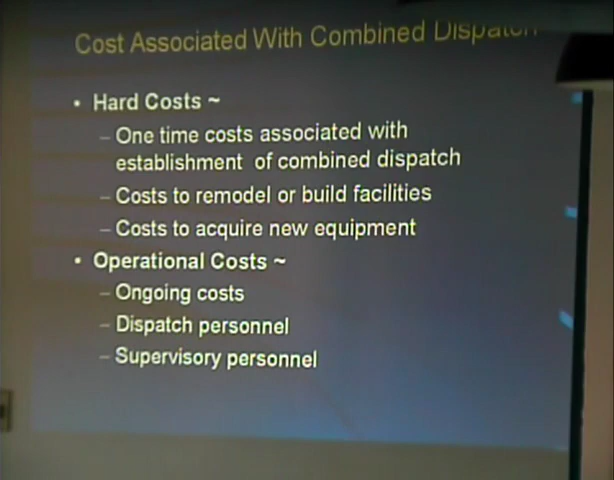 Cost Associated With Combined Dispatch
• Hard Costs ~
– One time costs associated with
establishment of combined dispatch
– Costs to remodel or build facilities
– Costs to acquire new equipment
• Operational Costs ~
– Ongoing costs
– Dispatch personnel
– Supervisory personnel